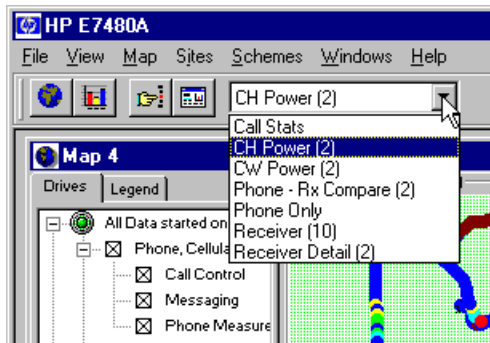 HP E7480A
File View Map Sites Schemes Windows Help
CH Power (2)
Call Stats
CH Power (2)
CW Power (2)
Phone - Rx Compare (2)
Phone Only
Receiver (10)
Receiver Detail (2)
Map 4
Drives Legend
All Data started on
Phone, Cellula
Call Control
Messaging
Phone Measure